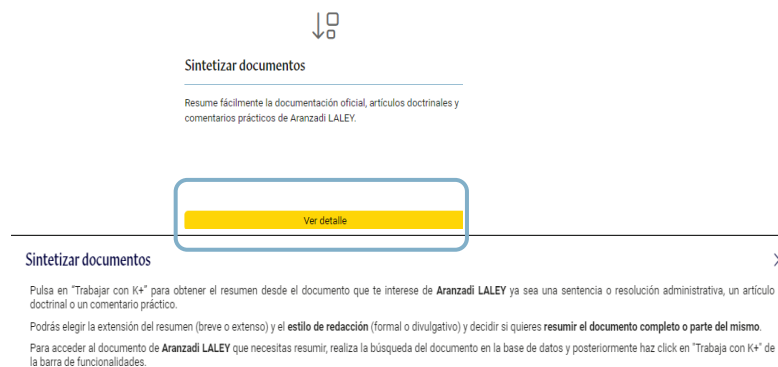 Sintetizar documentos
Resume fácilmente la documentación oficial, artículos doctrinales y
comentarios prácticos de Aranzadi LALEY.
Ver detalle
Sintetizar documentos
Pulsa en "Trabajar con K+" para obtener el resumen desde el documento que te interese de Aranzadi LALEY ya sea una sentencia o resolución administrativa, un artículo
doctrinal o un comentario práctico.
Podrás elegir la extensión del resumen (breve o extenso) y el estilo de redacción (formal o divulgativo) y decidir si quieres resumir el documento completo o parte del mismo.
Para acceder al documento de Aranzadi LALEY que necesitas resumir, realiza la búsqueda del documento en la base de datos y posteriormente haz click en "Trabaja con K+" de
la barra de funcionalidades.